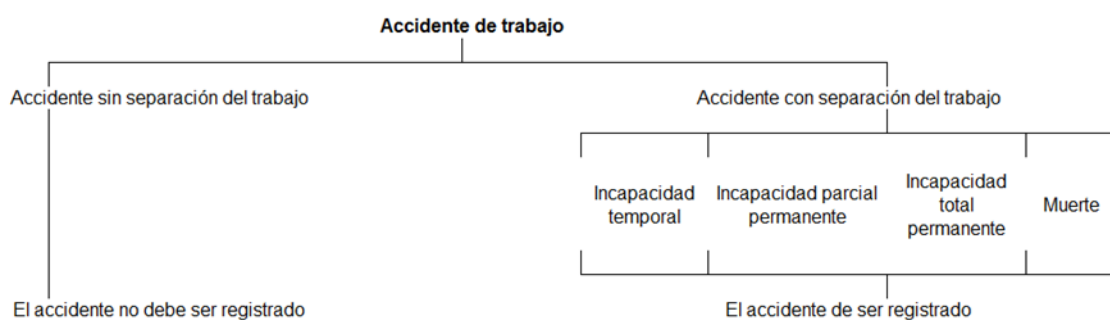 Accidente de trabajo
Accidente sin separación del trabajo
Accidente con separación del trabajo
Incapacidad
temporal
Incapacidad parcial
permanente
Incapacidad
total
permanente
Muerte
El accidente no debe ser registrado
El accidente de ser registrado